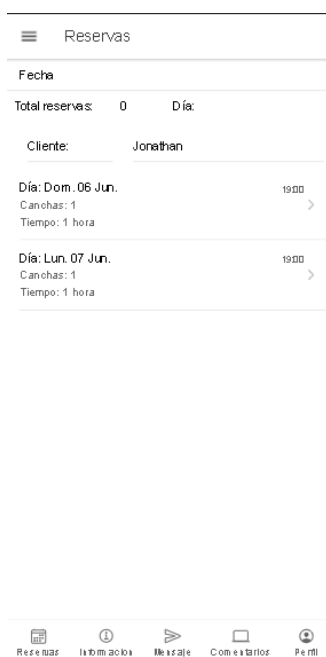 Reservas
Fecha
Total reservas: 0 Día:
Cliente: Jonathan
Día: Dom. 06 Jun. 19:00
Canchas: 1
Tiempo: 1 hora
Día: Lun. 07 Jun. 19:00
Canchas: 1
Tiempo: 1 hora
Reservas Informacion Mensaje Comentarios Perfil